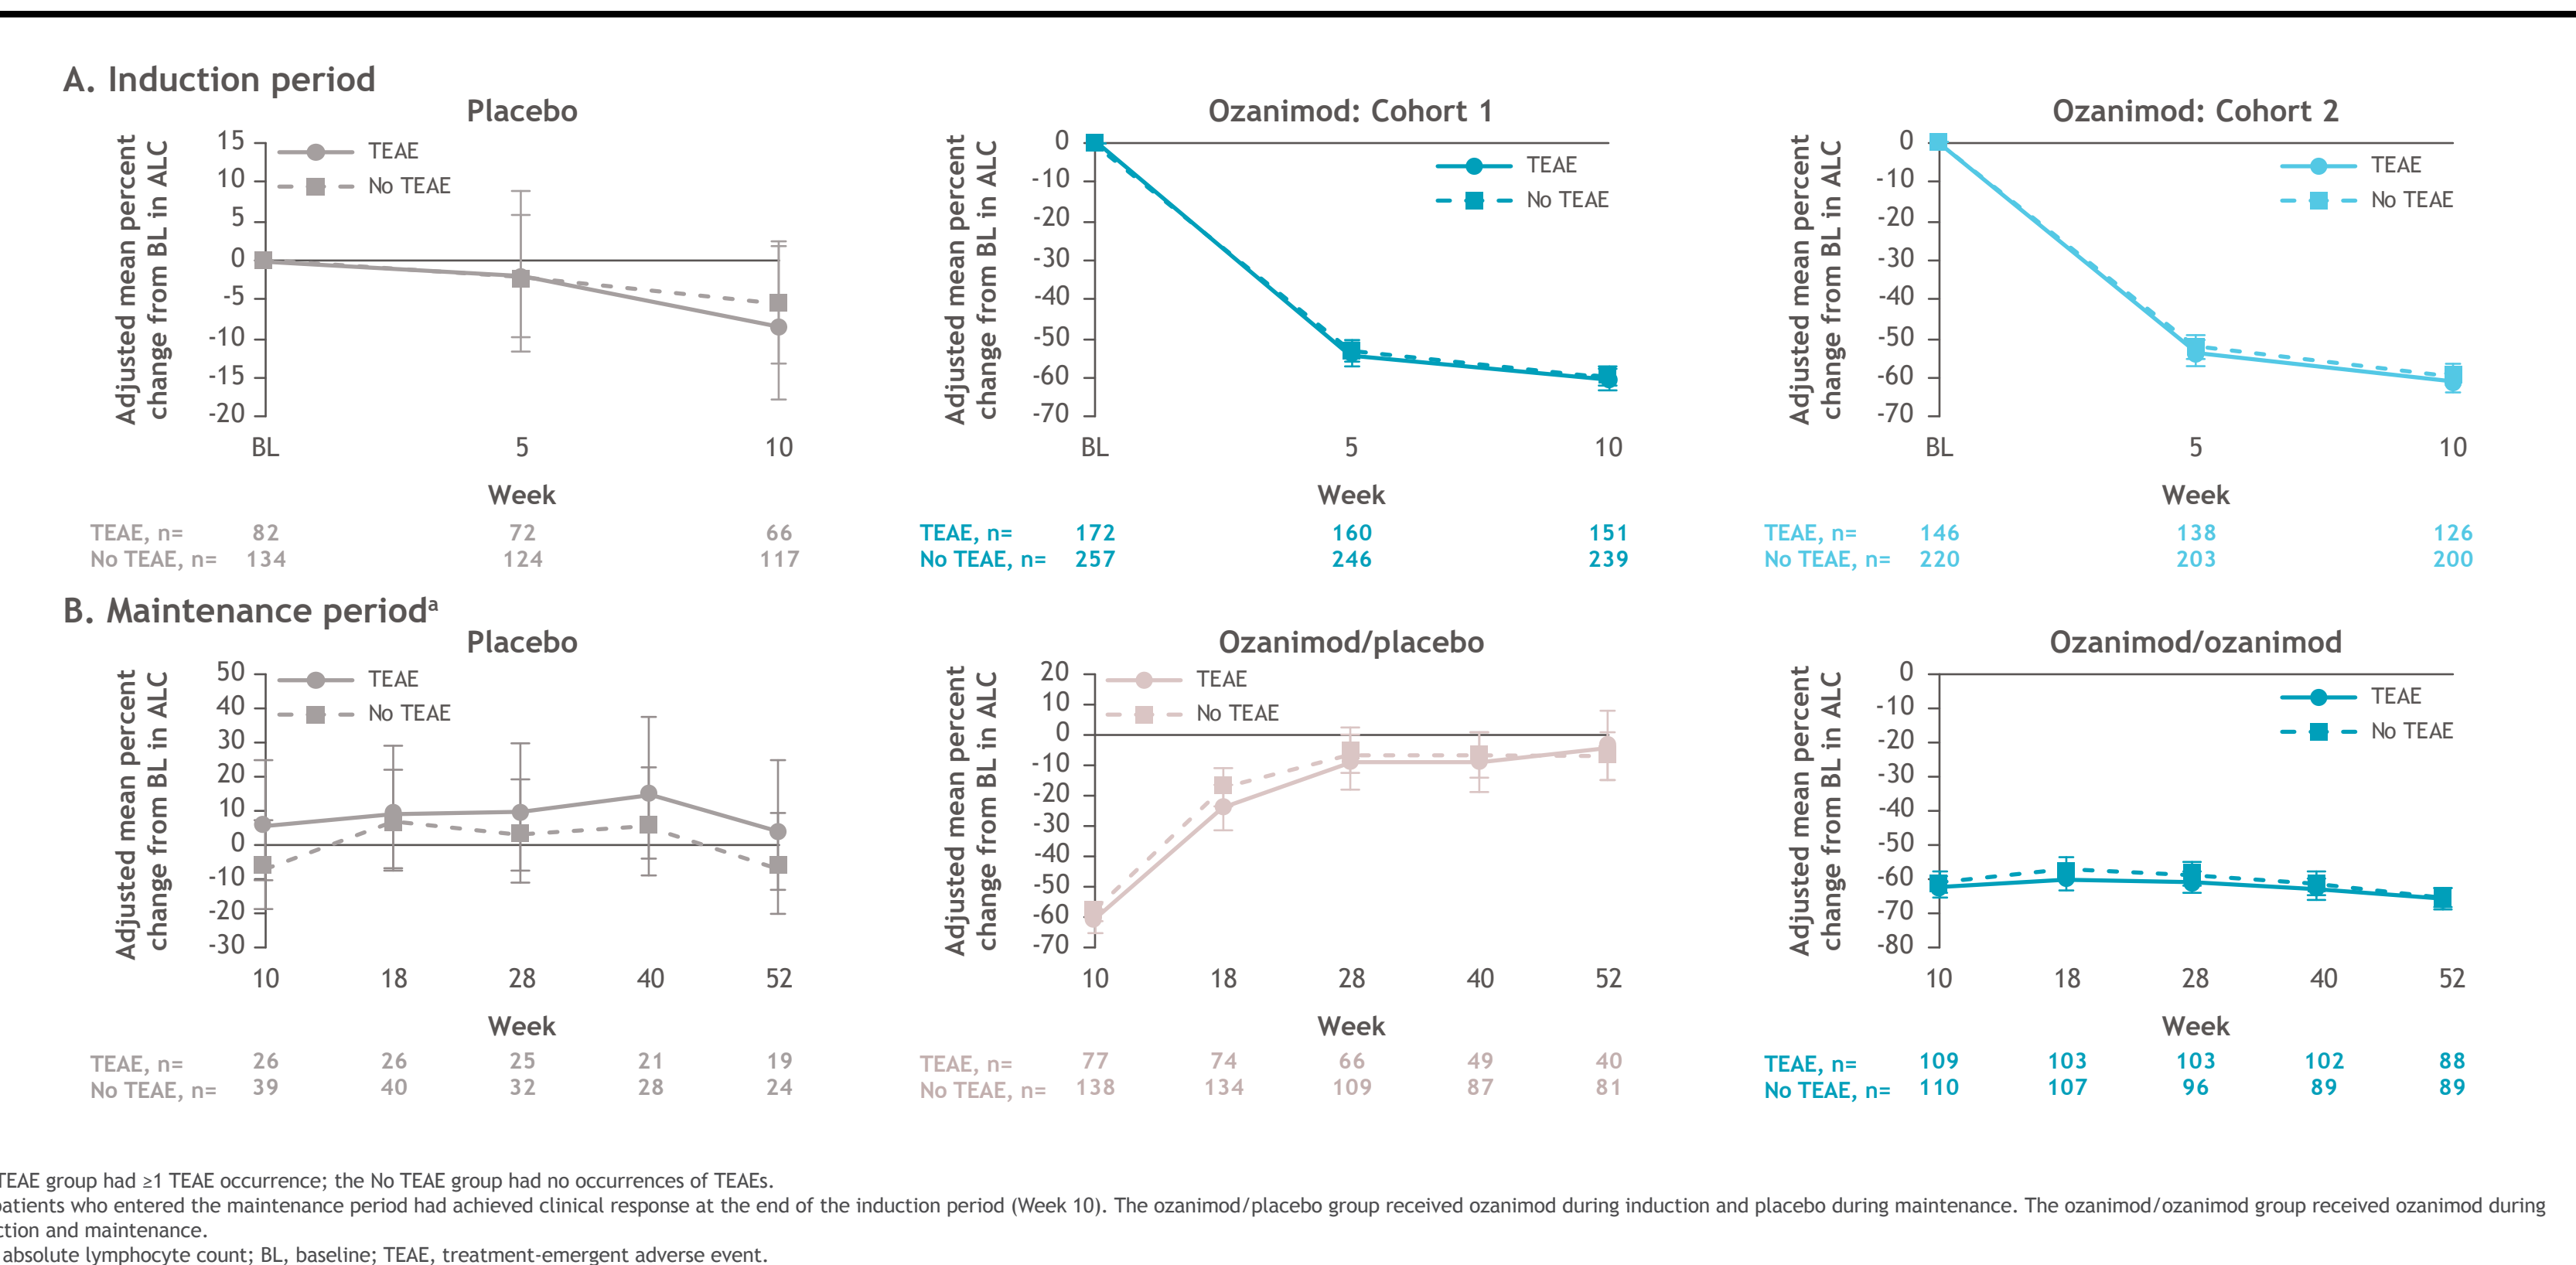 A. Induction period
Placebo
Adjusted mean percent
change from BL in ALC
15
10
5
0
-5
-10
-15
-20
TEAE
No TEAE
BL 5 10
Week
TEAE, n= 82 72 66
No TEAE, n= 134 124 117
Ozanimod: Cohort 1
Adjusted mean percent
change from BL in ALC
0
-10
-20
-30
-40
-50
-60
-70
TEAE
No TEAE
BL 5 10
Week
TEAE, n= 172 160 151
No TEAE, n= 257 246 239
Ozanimod: Cohort 2
Adjusted mean percent
change from BL in ALC
0
-10
-20
-30
-40
-50
-60
-70
TEAE
No TEAE
BL 5 10
Week
TEAE, n= 146 138 126
No TEAE, n= 220 203 200
B. Maintenance periodª
Placebo
Adjusted mean percent
change from BL in ALC
50
40
30
20
10
0
-10
-20
-30
TEAE
No TEAE
10 18 28 40 52
Week
TEAE, n= 26 26 25 21 19
No TEAE, n= 39 40 32 28 24
Ozanimod/placebo
Adjusted mean percent
change from BL in ALC
20
10
0
-10
-20
-30
-40
-50
-60
-70
TEAE
No TEAE
10 18 28 40 52
Week
TEAE, n= 77 74 66 49 40
No TEAE, n= 138 134 109 87 81
Ozanimod/ozanimod
Adjusted mean percent
change from BL in ALC
0
-10
-20
-30
-40
-50
-60
-70
-80
TEAE
No TEAE
10 18 28 40 52
Week
TEAE, n= 109 103 103 102 88
No TEAE, n= 110 107 96 89 89
TEAE group had ≥1 TEAE occurrence; the No TEAE group had no occurrences of TEAEs.
patients who entered the maintenance period had achieved clinical response at the end of the induction period (Week 10). The ozanimod/placebo group received ozanimod during induction and placebo during maintenance. The ozanimod/ozanimod group received ozanimod during
ction and maintenance.
absolute lymphocyte count; BL, baseline; TEAE, treatment-emergent adverse event.